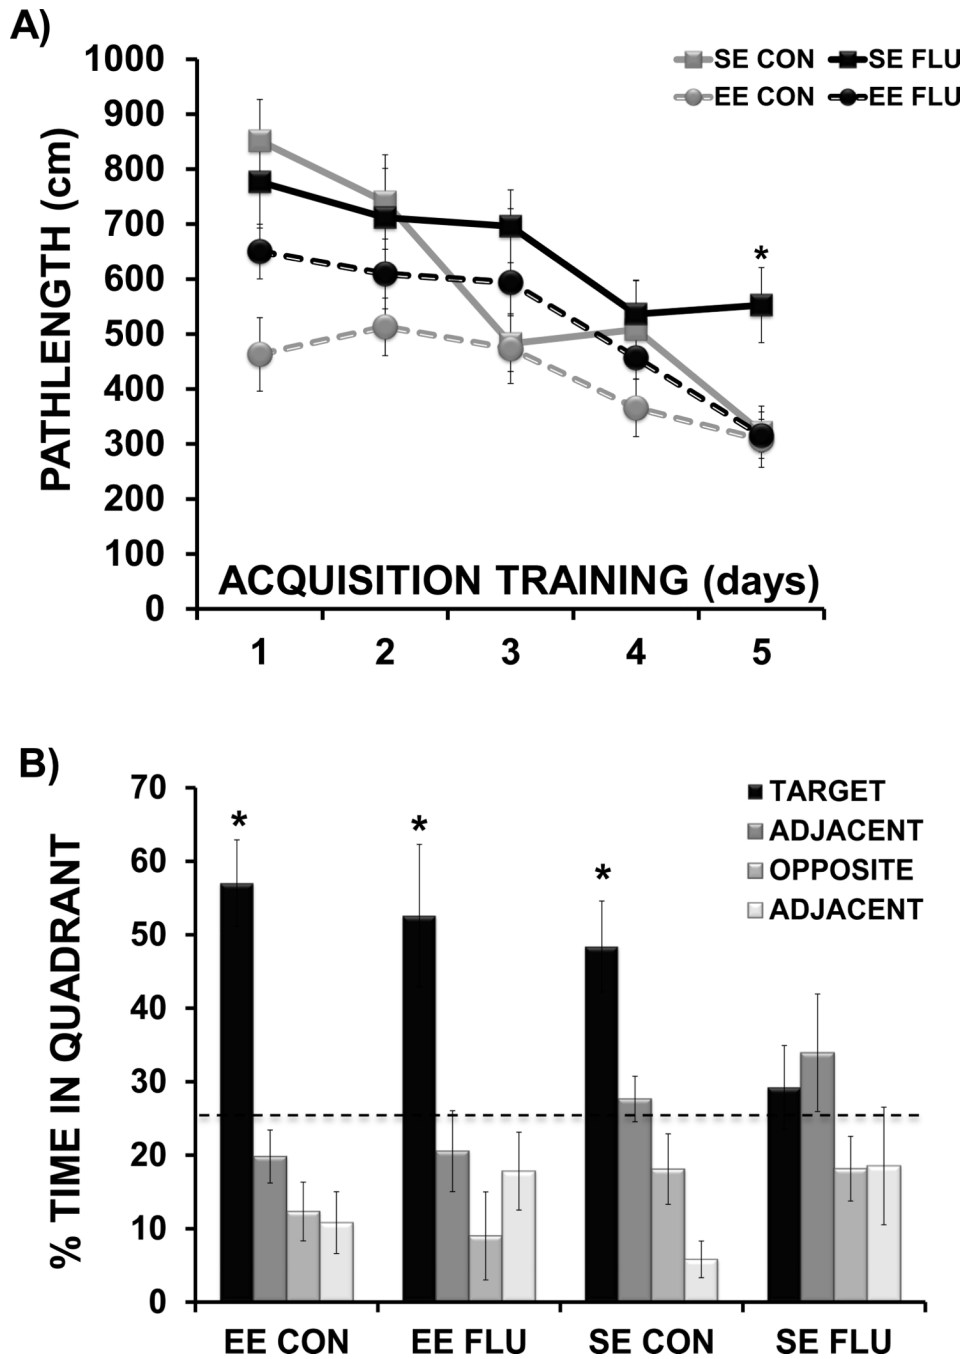 A)
SE CON SE FLU
EE CON EE FLU
PATHLENGTH (cm)
1000
900
800
700
600
500
400
300
200
100
0
*
ACQUISITION TRAINING (days)
1 2 3 4 5
B)
% TIME IN QUADRANT
70
60
50
40
30
20
10
0
TARGET
ADJACENT
OPPOSITE
ADJACENT
* * *
EE CON EE FLU SE CON SE FLU